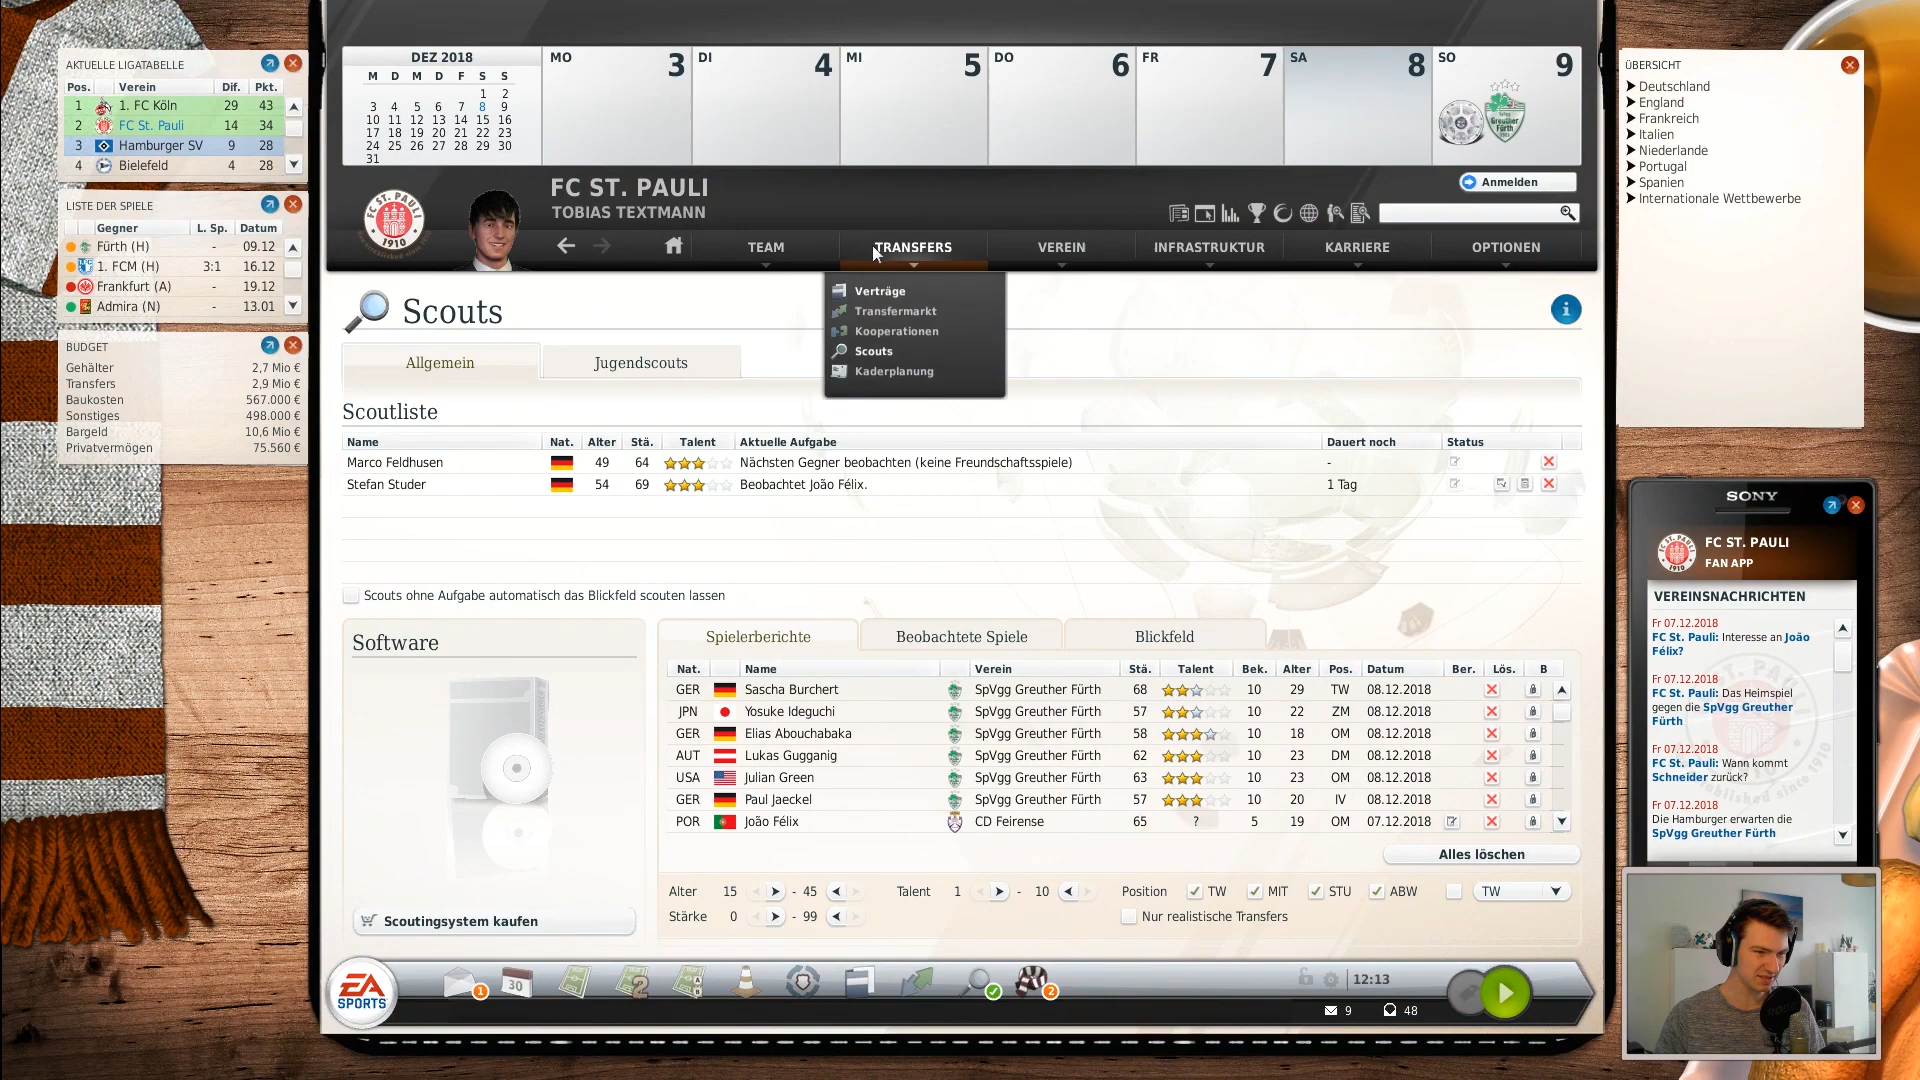 AKTUELLE LIGATABELLE
Pos. Verein Dif. Pkt.
1 1. FC Köln 29 43
2 FC St. Pauli 14 34
3 Hamburger SV 9 28
4 Bielefeld 4 28
LISTE DER SPIELE
Gegner L. Sp. Datum
Fürth (H) - 09.12
1. FCM (H) 3:1 16.12
Frankfurt (A) - 19.12
Admira (N) - 13.01
BUDGET
Gehälter 2,7 Mio €
Transfers 2,9 Mio €
Baukosten 567.000 €
Sonstiges 498.000 €
Bargeld 10,6 Mio €
Privatvermögen 75.560 €
DEZ 2018
M D M D F S S
1 2
3 4 5 6 7 8 9
10 11 12 13 14 15 16
17 18 19 20 21 22 23
24 25 26 27 28 29 30
31
MO 3 DI 4 MI 5 DO 6 FR 7 SA 8 SO 9
FC ST. PAULI
TOBIAS TEXTMANN
Anmelden
TEAM TRANSFERS VEREIN INFRASTRUKTUR KARRIERE OPTIONEN
Verträge
Transfermarkt
Kooperationen
Scouts
Kaderplanung
Scouts
Allgemein Jugendscouts
Scoutliste
Name Nat. Alter Stä. Talent Aktuelle Aufgabe Dauert noch Status
Marco Feldhusen 49 64 Nächsten Gegner beobachten (keine Freundschaftsspiele) -
Stefan Studer 54 69 Beobachtet João Félix. 1 Tag
Scouts ohne Aufgabe automatisch das Blickfeld scouten lassen
Software
Scoutingsystem kaufen
Spielerberichte Beobachtete Spiele Blickfeld
Nat. Name Verein Stä. Talent Bek. Alter Pos. Datum Ber. Lös. B
GER Sascha Burchert SpVgg Greuther Fürth 68 10 29 TW 08.12.2018
JPN Yosuke Ideguchi SpVgg Greuther Fürth 57 10 22 ZM 08.12.2018
GER Elias Abouchabaka SpVgg Greuther Fürth 58 10 18 OM 08.12.2018
AUT Lukas Gugganig SpVgg Greuther Fürth 62 10 23 DM 08.12.2018
USA Julian Green SpVgg Greuther Fürth 63 10 23 OM 08.12.2018
GER Paul Jaeckel SpVgg Greuther Fürth 57 10 20 IV 08.12.2018
POR João Félix CD Feirense 65 ? 5 19 OM 07.12.2018
Alles löschen
Alter 15 - 45 Talent 1 - 10 Position TW MIT STU ABW TW
Stärke 0 - 99 Nur realistische Transfers
EA SPORTS
1 30 2 2
12:13
9 48
ÜBERSICHT
Deutschland
England
Frankreich
Italien
Niederlande
Portugal
Spanien
Internationale Wettbewerbe
SONY
FC ST. PAULI
FAN APP
VEREINSNACHRICHTEN
Fr 07.12.2018
FC St. Pauli: Interesse an João
Félix?
Fr 07.12.2018
FC St. Pauli: Das Heimspiel
gegen die SpVgg Greuther
Fürth
Fr 07.12.2018
FC St. Pauli: Wann kommt
Schneider zurück?
Fr 07.12.2018
Die Hamburger erwarten die
SpVgg Greuther Fürth